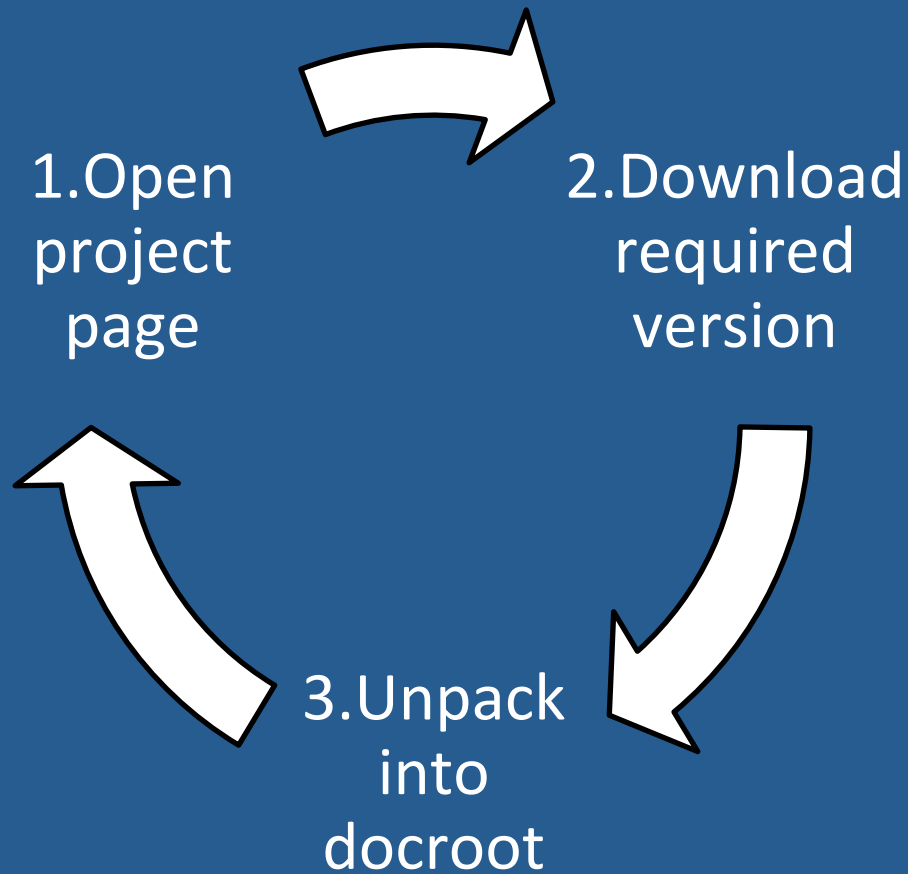 1.Open
project
page
2.Download
required
version
3.Unpack
into
docroot